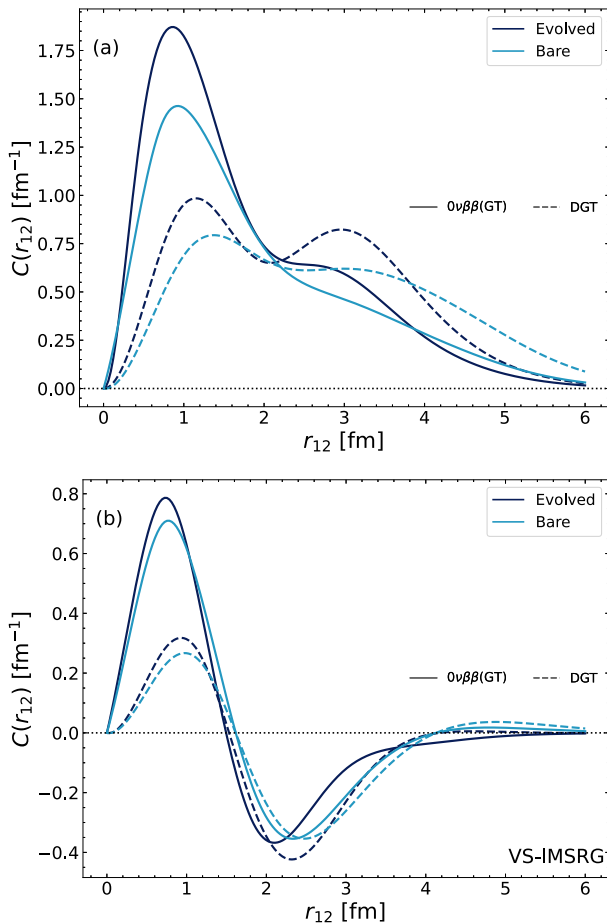 (a)
Evolved
Bare
0νββ(GT)
DGT
C(r₁₂) [fm⁻¹]
1.75
1.50
1.25
1.00
0.75
0.50
0.25
0.00
0 1 2 3 4 5 6
r₁₂ [fm]
(b)
Evolved
Bare
0νββ(GT)
DGT
C(r₁₂) [fm⁻¹]
0.8
0.6
0.4
0.2
0.0
−0.2
−0.4
VS-IMSRG
0 1 2 3 4 5 6
r₁₂ [fm]